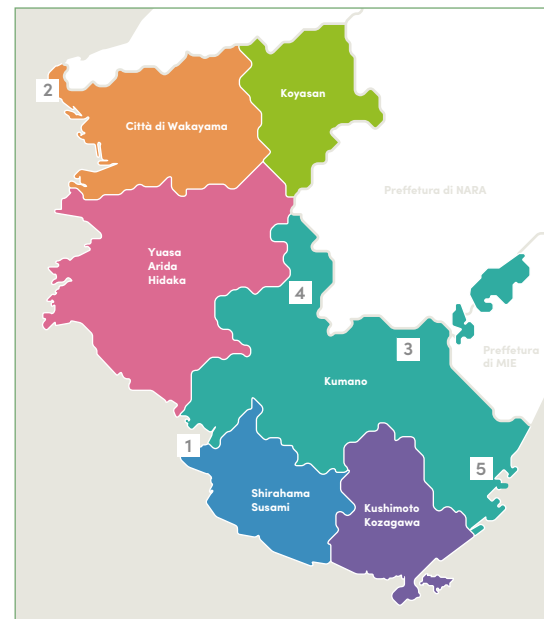 2
Koyasan
Città di Wakayama
Preffetura di NARA
Yuasa
Arida
Hidaka
4
3
Preffetura
di MIE
Kumano
1
5
Shirahama
Susami
Kushimoto
Kozagawa